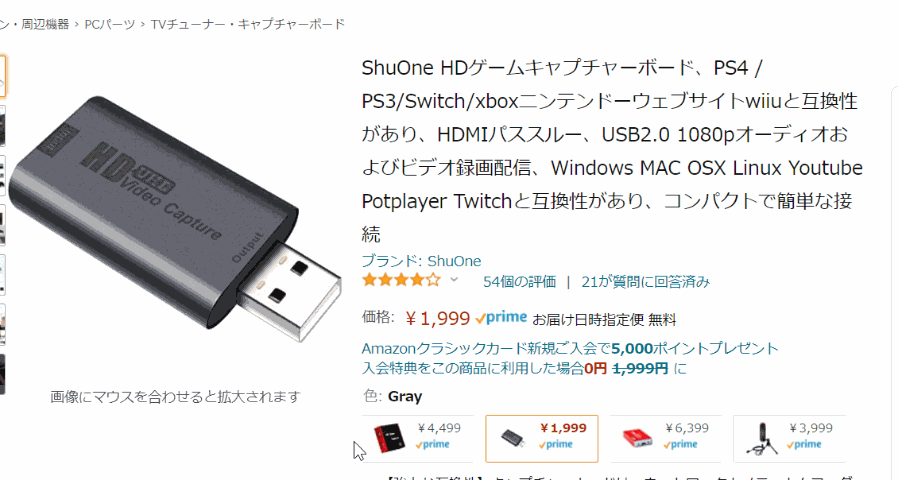 ン・周辺機器 › PCパーツ › TVチューナー・キャプチャーボード
ShuOne HDゲームキャプチャーボード、PS4 /
PS3/Switch/xboxニンテンドーウェブサイトwiiuと互換性
があり、HDMIパススルー、USB2.0 1080pオーディオお
よびビデオ録画配信、Windows MAC OSX Linux Youtube
Potplayer Twitchと互換性があり、コンパクトで簡単な接
続
ブランド: ShuOne
54個の評価 | 21が質問に回答済み
価格: ￥1,999 prime お届け日時指定便 無料
Amazonクラシックカード新規ご入会で5,000ポイントプレゼント
入会特典をこの商品に利用した場合0円 1,999円 に
色: Gray
￥4,499 prime
￥1,999 prime
￥6,399 prime
￥3,999 prime
HD
Video Capture
Output
画像にマウスを合わせると拡大されます